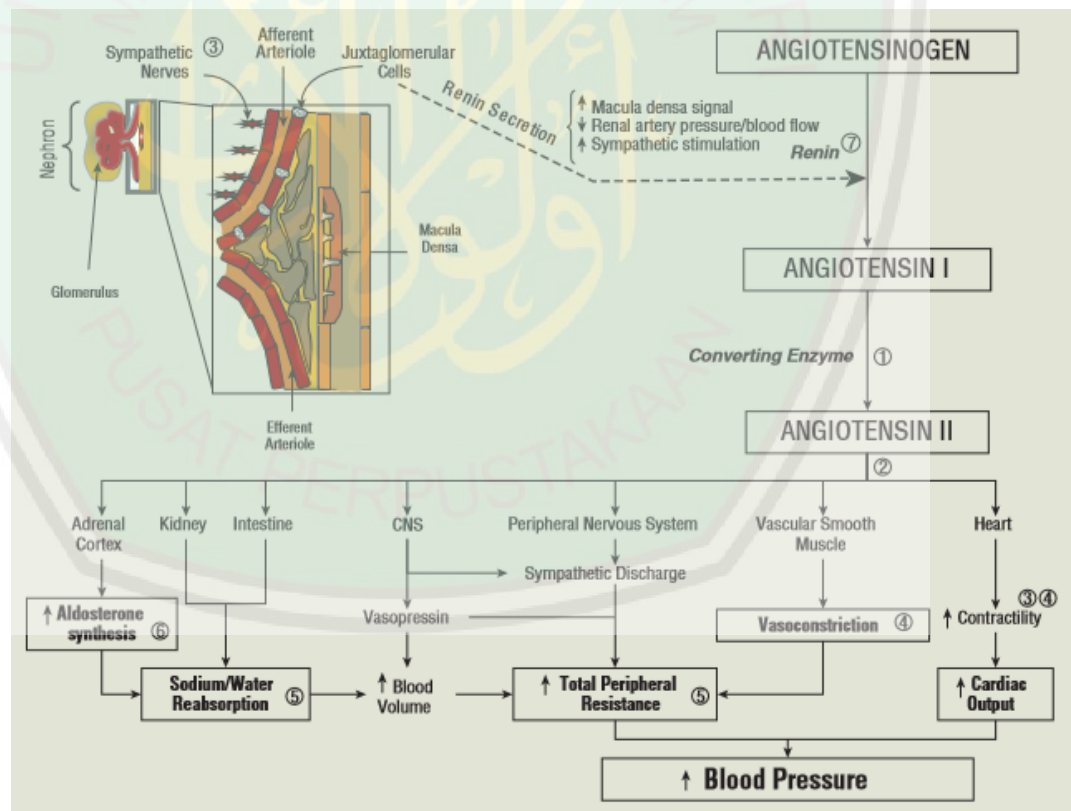 Sympathetic ③
Nerves
Afferent
Arteriole
Juxtaglomerular
Cells
Nephron
Glomerulus
Macula
Densa
Efferent
Arteriole
Renin Secretion
↑ Macula densa signal
↓ Renal artery pressure/blood flow
↑ Sympathetic stimulation
Renin ⑦
ANGIOTENSINOGEN
ANGIOTENSIN I
Converting Enzyme ①
ANGIOTENSIN II
②
Adrenal
Cortex
Kidney
Intestine
CNS
Peripheral Nervous System
Vascular Smooth
Muscle
Heart
Sympathetic Discharge
↑ Aldosterone
synthesis ⑥
Vasopressin
Vasoconstriction ④
③④
↑ Contractility
Sodium/Water
Reabsorption ⑤
↑ Blood
Volume
↑ Total Peripheral
Resistance ⑤
↑ Cardiac
Output
↑ Blood Pressure
PUSAT PERPUSTAKAAN